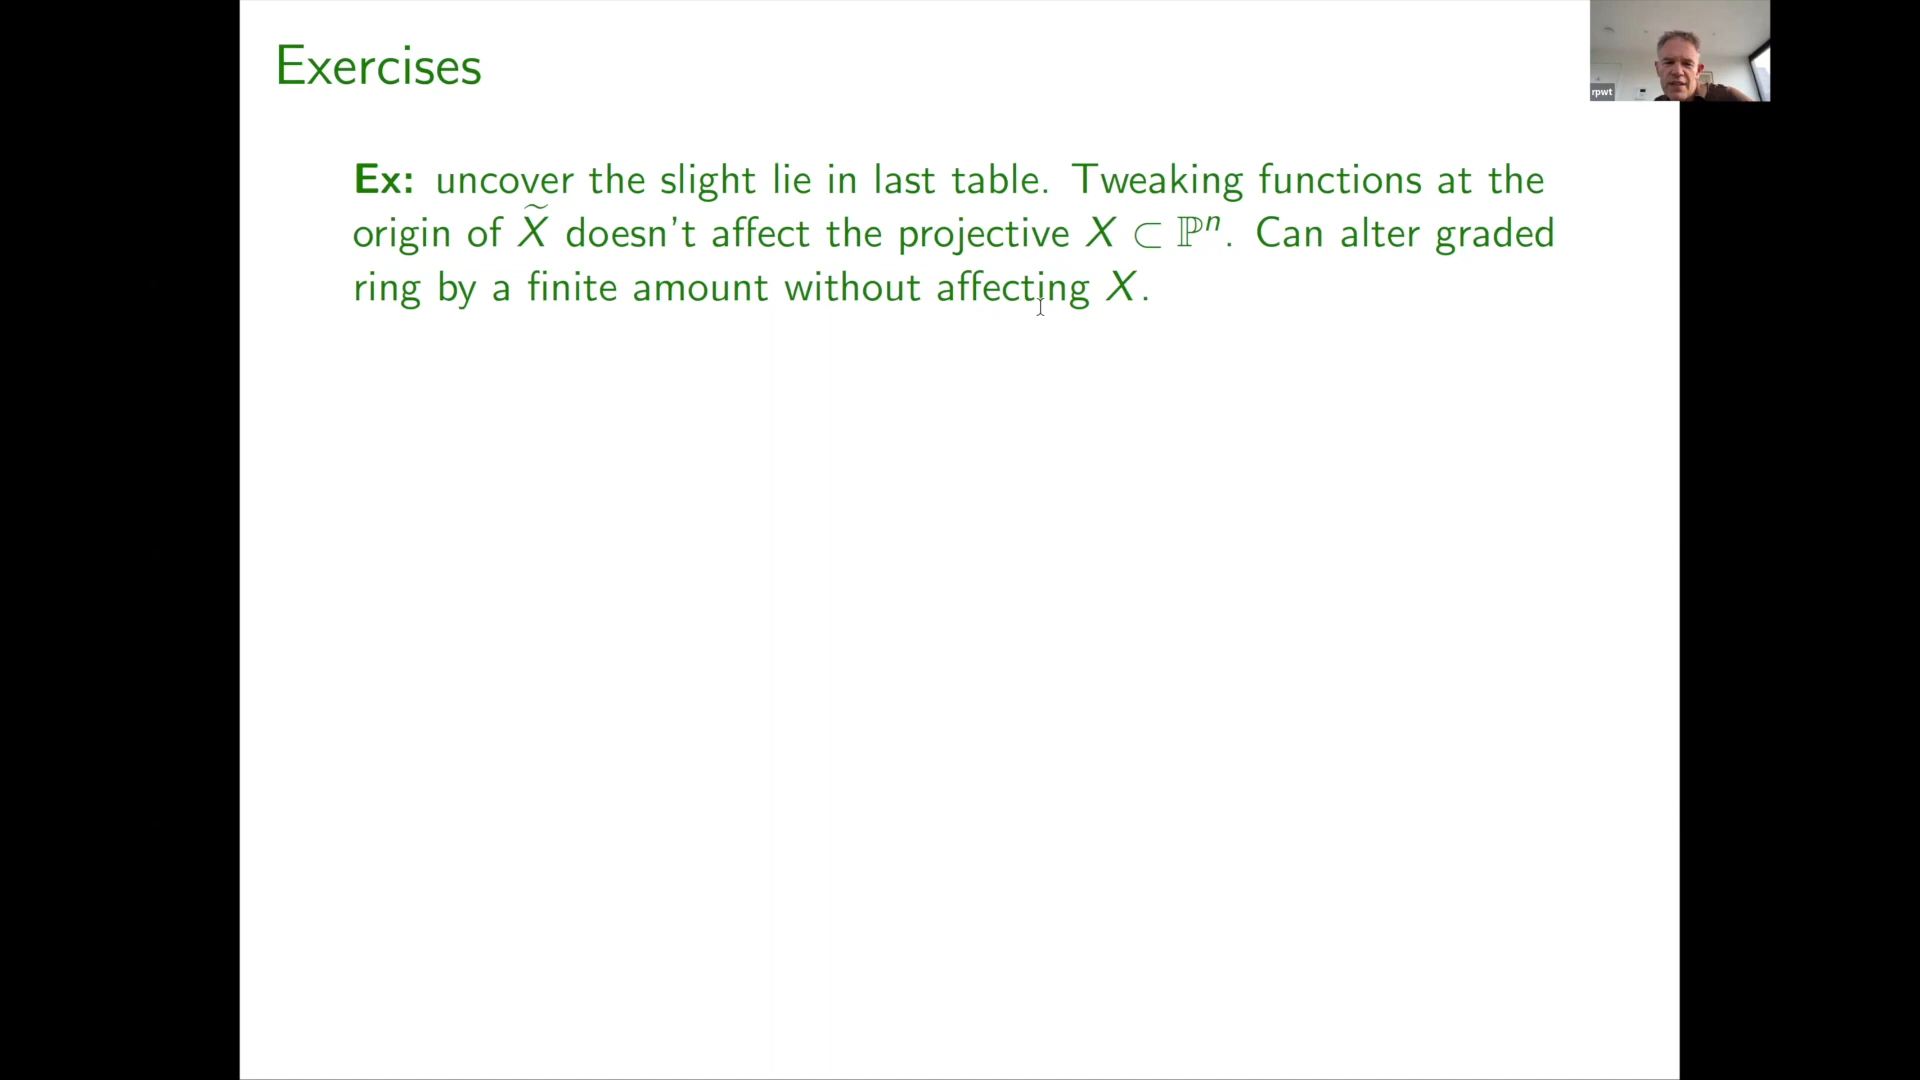 Exercises
rpwt
Ex: uncover the slight lie in last table. Tweaking functions at the
origin of X̃ doesn't affect the projective X ⊂ ℙⁿ. Can alter graded
ring by a finite amount without affecting X.